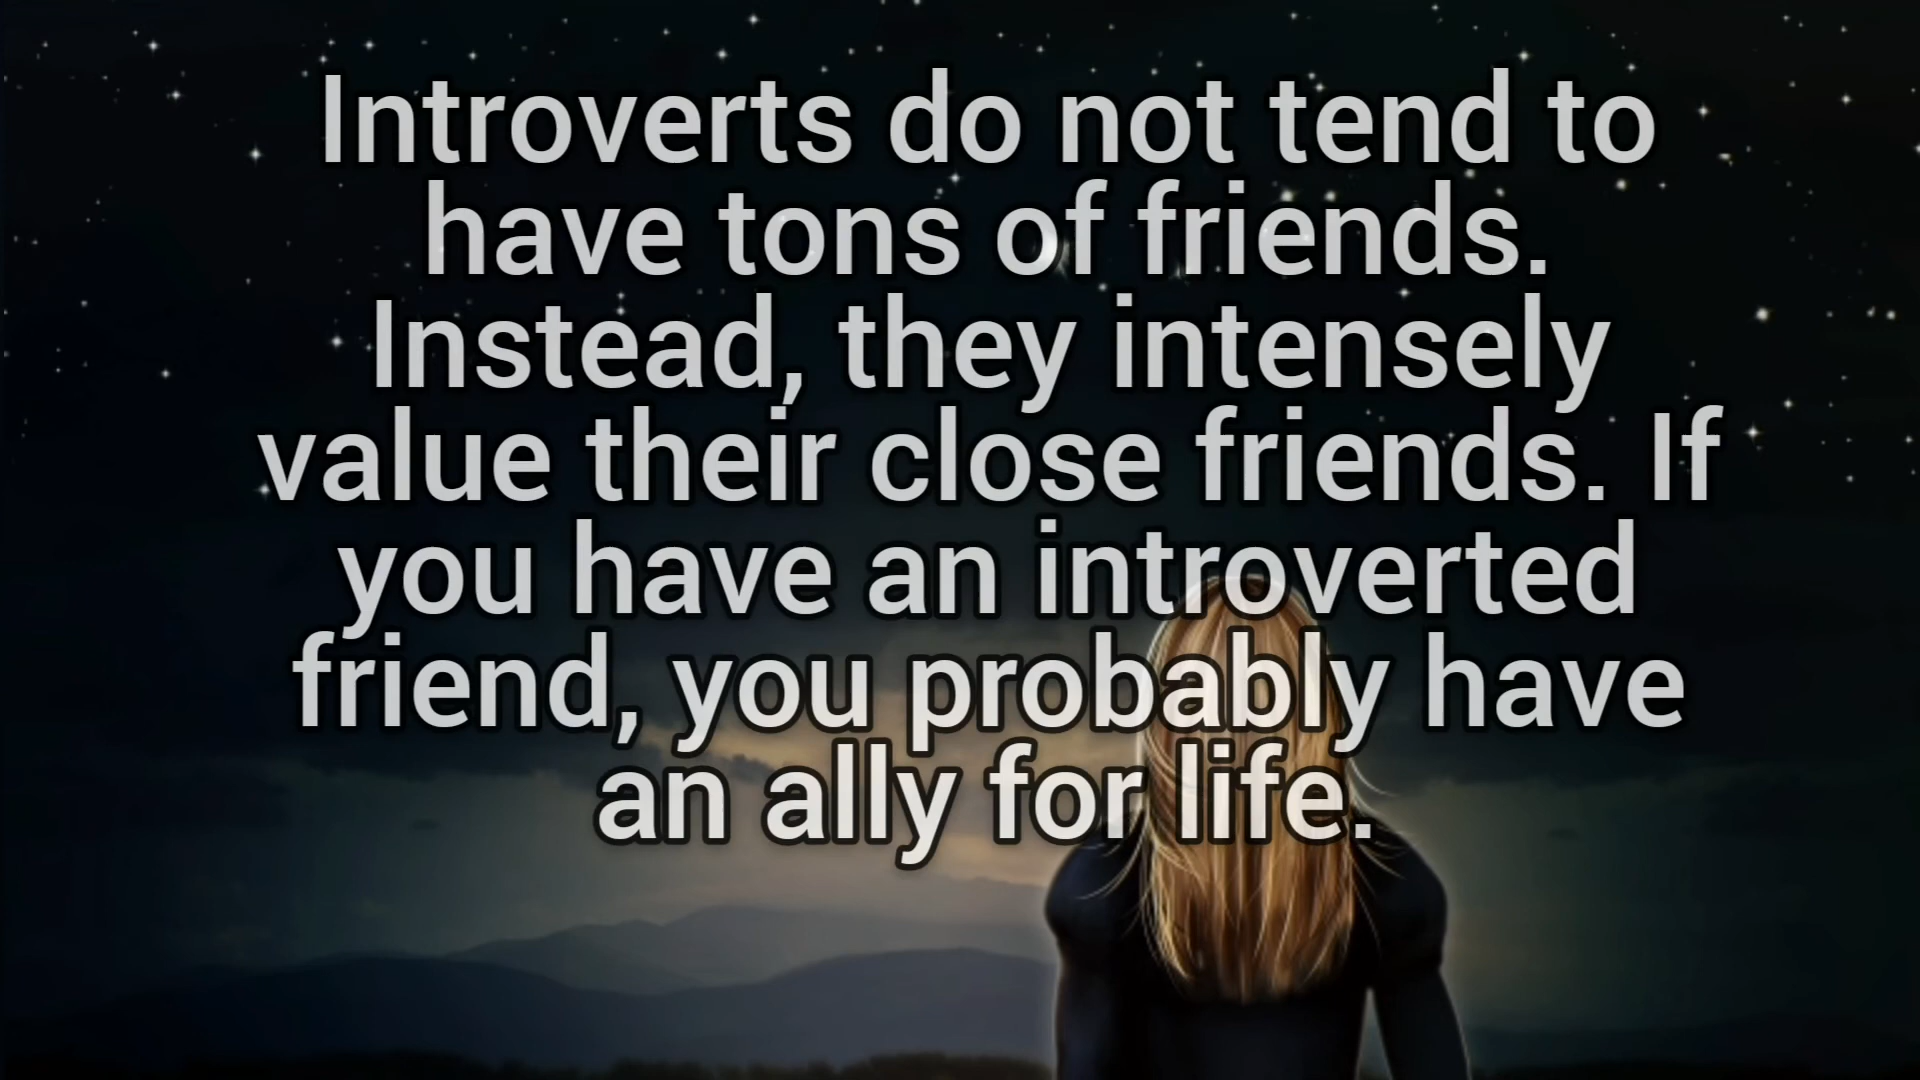 Introverts do not tend to
have tons of friends.
Instead, they intensely
value their close friends. If
you have an introverted
friend, you probably have
an ally for life.